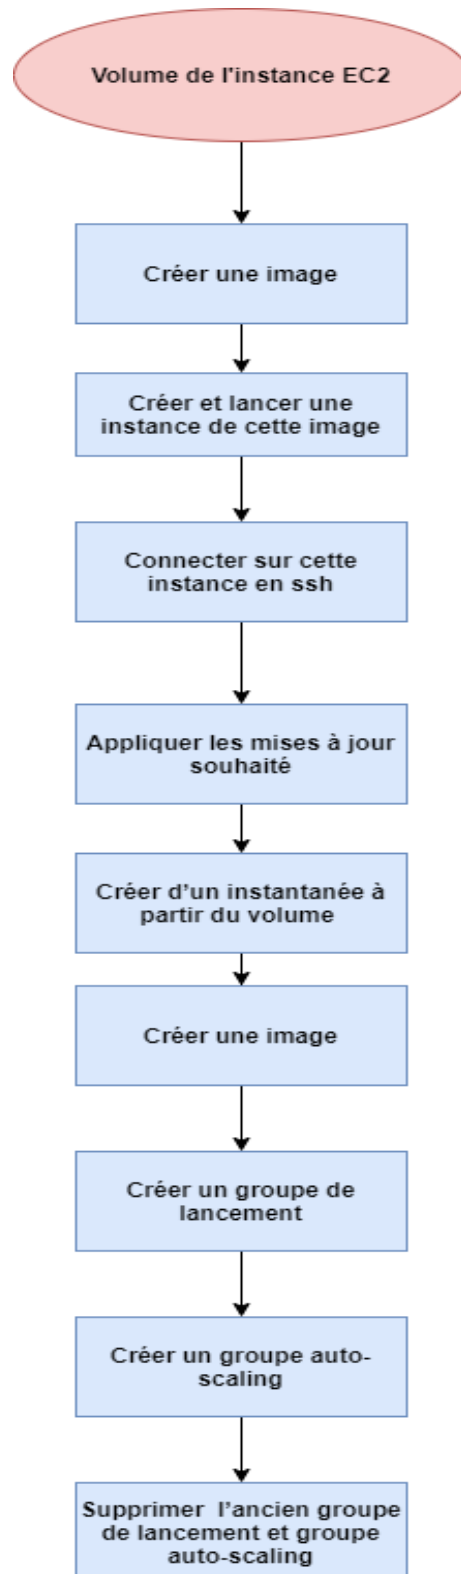 Volume de l'instance EC2
Créer une image
Créer et lancer une
instance de cette image
Connecter sur cette
instance en ssh
Appliquer les mises à jour
souhaité
Créer d’un instantanée à
partir du volume
Créer une image
Créer un groupe de
lancement
Créer un groupe auto-
scaling
Supprimer  l’ancien groupe
de lancement et groupe
auto-scaling